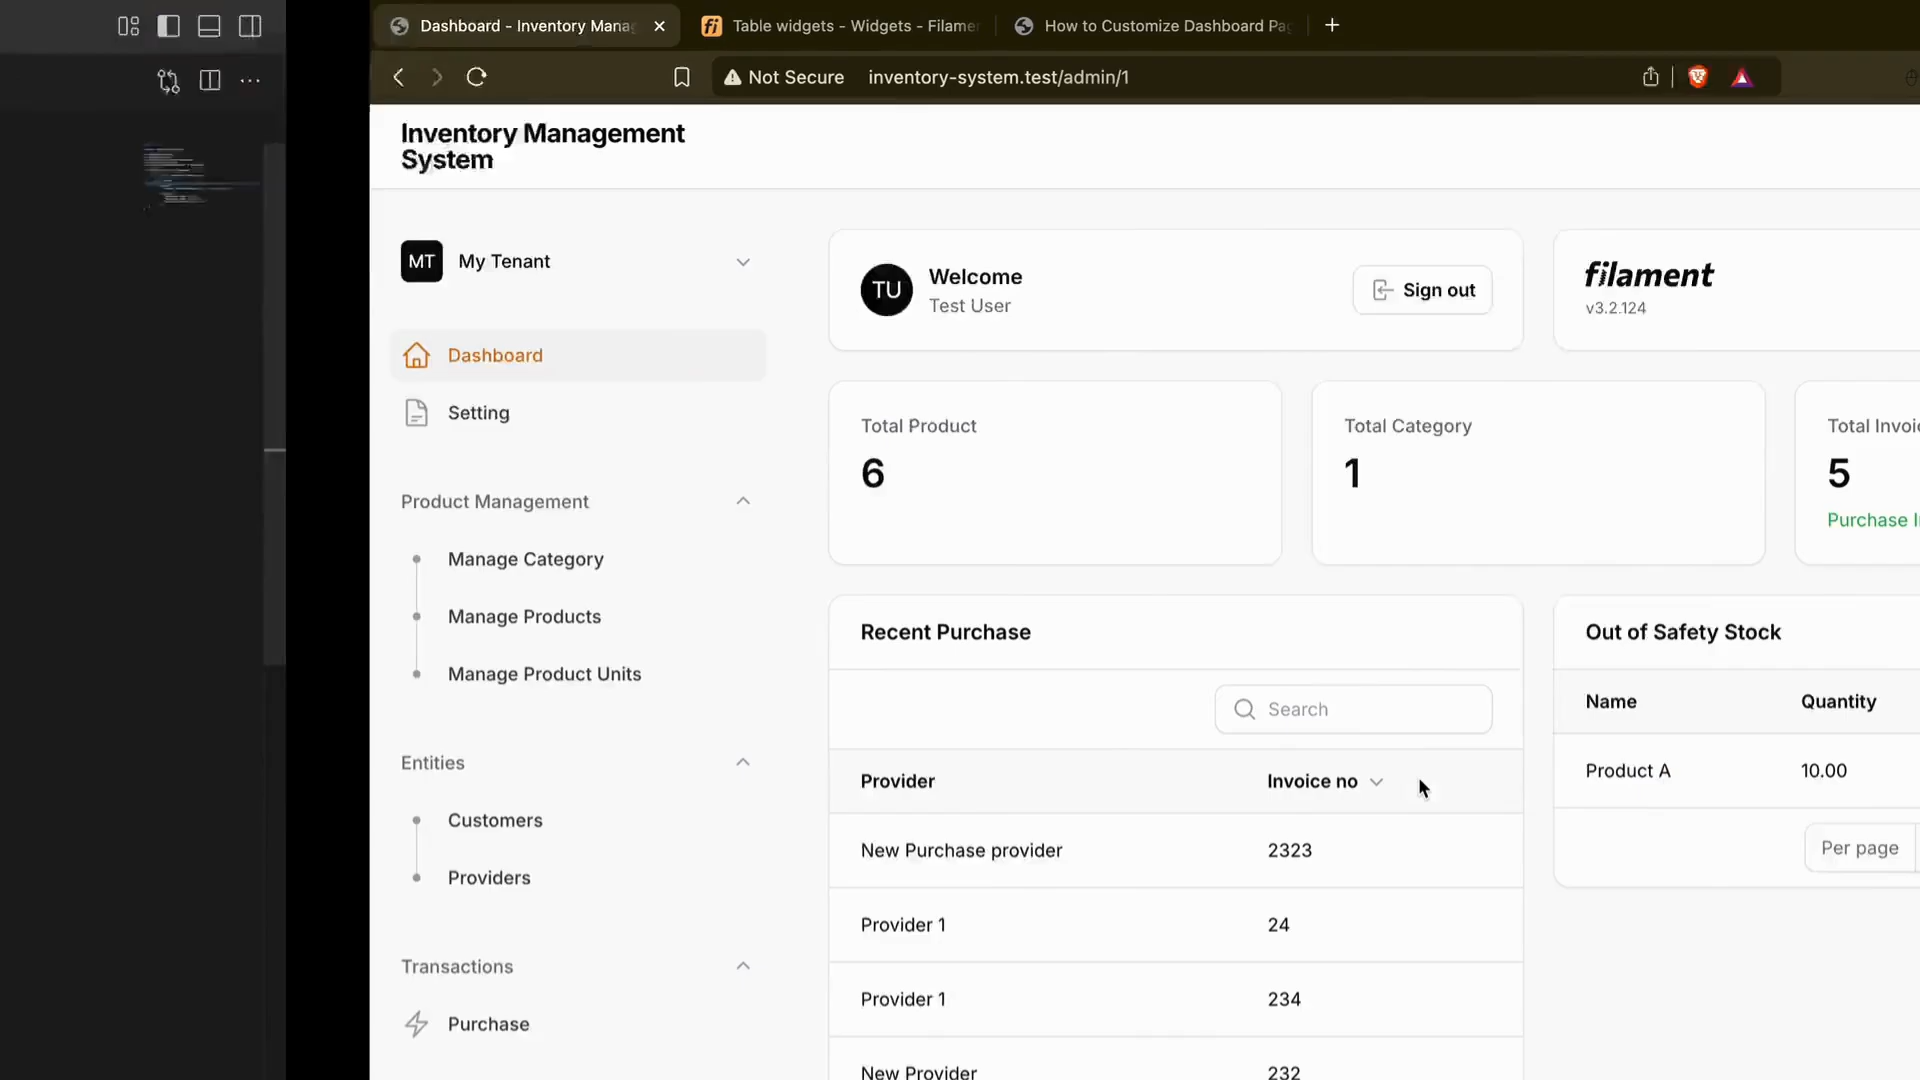 Dashboard - Inventory Mana
Table widgets - Widgets - Filame
How to Customize Dashboard Pa
Not Secure
inventory-system.test/admin/1
Inventory Management
System
MT
My Tenant
Dashboard
Setting
Product Management
Manage Category
Manage Products
Manage Product Units
Entities
Customers
Providers
Transactions
Purchase
TU
Welcome
Test User
Sign out
filament
v3.2.124
Total Product
6
Total Category
1
Total Invoi
5
Purchase I
Recent Purchase
Search
Provider
Invoice no
New Purchase provider
2323
Provider 1
24
Provider 1
234
New Provider
232
Out of Safety Stock
Name
Quantity
Product A
10.00
Per page